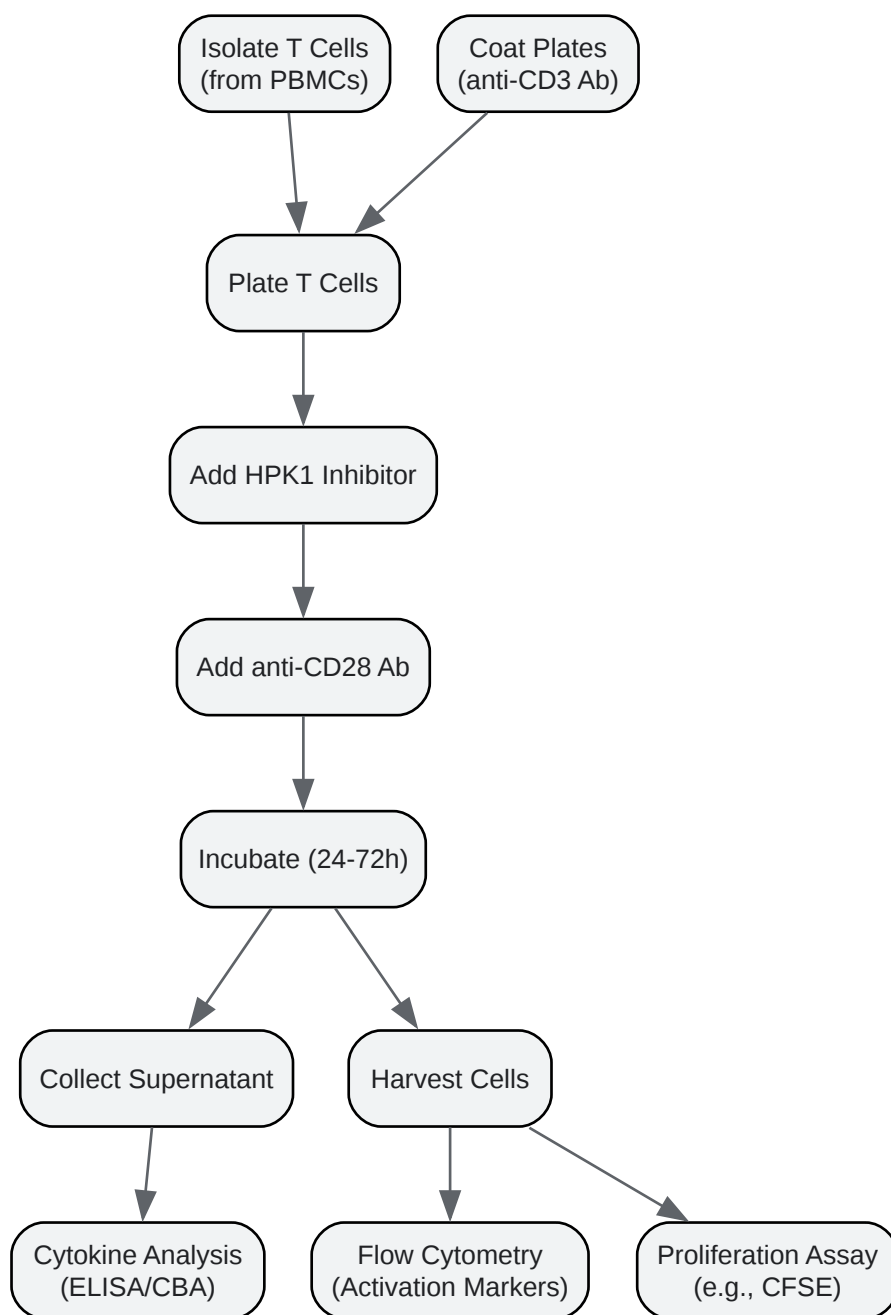 Isolate T Cells
(from PBMCs)
Coat Plates
(anti-CD3 Ab)
Plate T Cells
Add HPK1 Inhibitor
Add anti-CD28 Ab
Incubate (24-72h)
Collect Supernatant
Harvest Cells
Cytokine Analysis
(ELISA/CBA)
Flow Cytometry
(Activation Markers)
Proliferation Assay
(e.g., CFSE)